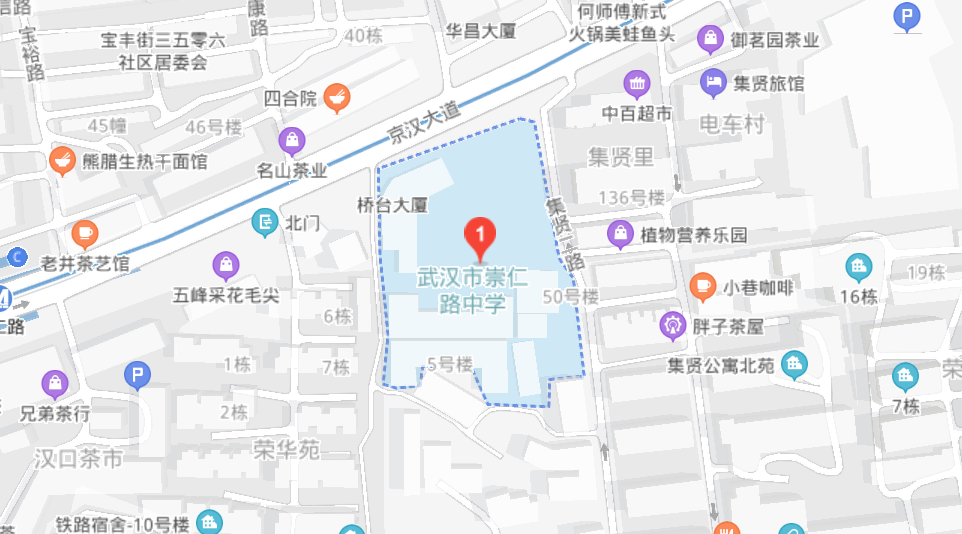 信路
宝裕路
康路
宝丰街三五零六
社区居委会
40栋
华昌大厦
何师傅新式
火锅美蛙鱼头
P
御茗园茶业
集贤旅馆
中百超市
电车村
四合院
45幢
46号楼
京汉大道
熊腊生热干面馆
名山茶业
集贤里
136号楼
桥台大厦
北门
集贤一路
1
植物营养乐园
C
老井茶艺馆
五峰采花毛尖
武汉市崇仁
路中学
50号楼
小巷咖啡
16栋
19栋
6栋
胖子茶屋
1栋
7栋
5号楼
集贤公寓北苑
P
兄弟茶行
2栋
7栋
荣
荣华苑
汉口茶市
铁路宿舍-10号楼